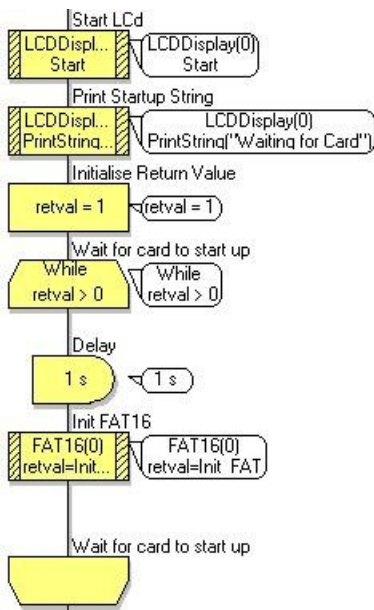 Start LCd
LCDDispl... LCDDisplay(0)
Start Start
Print Startup String
LCDDispl... LCDDisplay(0)
PrintString... PrintString("Waiting for Card"),
Initialise Return Value
retval = 1 retval = 1
Wait for card to start up
While While
retval > 0 retval > 0
Delay
1 s 1 s
Init FAT16
FAT16(0) FAT16(0)
retval=Init... retval=Init FAT
Wait for card to start up